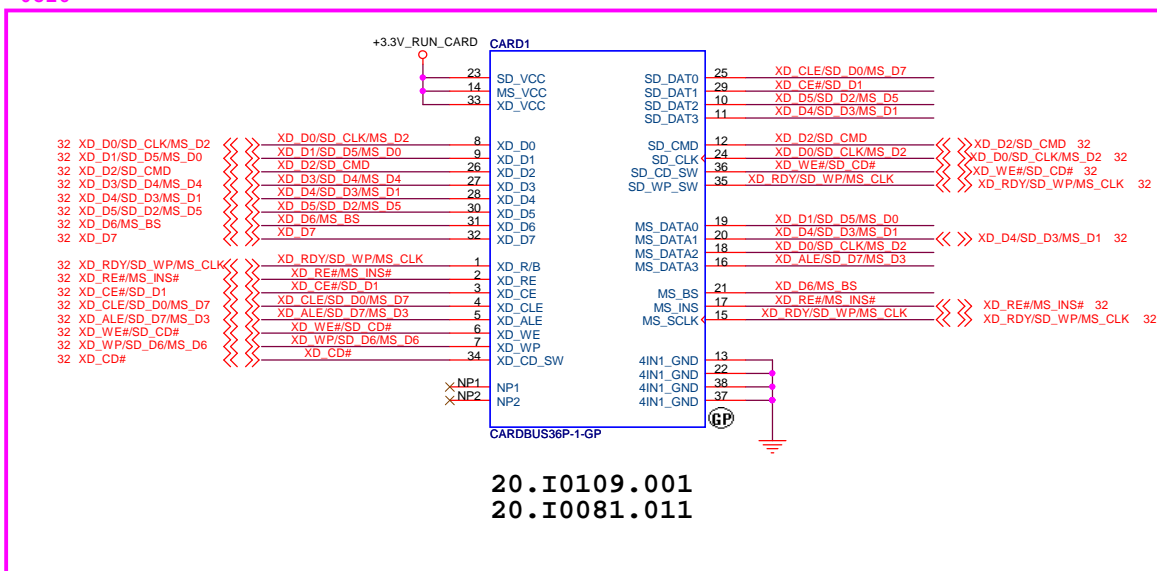 +3.3V_RUN_CARD CARD1
23 SD_VCC SD_DAT0 25 XD_CLE/SD_D0/MS_D7
14 MS_VCC SD_DAT1 29 XD_CE#/SD_D1
33 XD_VCC SD_DAT2 10 XD_D5/SD_D2/MS_D5
SD_DAT3 11 XD_D4/SD_D3/MS_D1
32 XD_D0/SD_CLK/MS_D2 XD_D0/SD_CLK/MS_D2 8 XD_D0 SD_CMD 12 XD_D2/SD_CMD XD_D2/SD_CMD 32
32 XD_D1/SD_D5/MS_D0 XD_D1/SD_D5/MS_D0 9 XD_D1 SD_CLK 24 XD_D0/SD_CLK/MS_D2 XD_D0/SD_CLK/MS_D2 32
32 XD_D2/SD_CMD XD_D2/SD_CMD 26 XD_D2 SD_CD_SW 36 XD_WE#/SD_CD# XD_WE#/SD_CD# 32
32 XD_D3/SD_D4/MS_D4 XD_D3/SD_D4/MS_D4 27 XD_D3 SD_WP_SW 35 XD_RDY/SD_WP/MS_CLK XD_RDY/SD_WP/MS_CLK 32
32 XD_D4/SD_D3/MS_D1 XD_D4/SD_D3/MS_D1 28 XD_D4
32 XD_D5/SD_D2/MS_D5 XD_D5/SD_D2/MS_D5 30 XD_D5
32 XD_D6/MS_BS XD_D6/MS_BS 31 XD_D6 MS_DATA0 19 XD_D1/SD_D5/MS_D0
32 XD_D7 XD_D7 32 XD_D7 MS_DATA1 20 XD_D4/SD_D3/MS_D1 XD_D4/SD_D3/MS_D1 32
MS_DATA2 18 XD_D0/SD_CLK/MS_D2
32 XD_RDY/SD_WP/MS_CLK XD_RDY/SD_WP/MS_CLK 1 XD_R/B MS_DATA3 16 XD_ALE/SD_D7/MS_D3
32 XD_RE#/MS_INS# XD_RE#/MS_INS# 2 XD_RE
32 XD_CE#/SD_D1 XD_CE#/SD_D1 3 XD_CE MS_BS 21 XD_D6/MS_BS
32 XD_CLE/SD_D0/MS_D7 XD_CLE/SD_D0/MS_D7 4 XD_CLE MS_INS 17 XD_RE#/MS_INS# XD_RE#/MS_INS# 32
32 XD_ALE/SD_D7/MS_D3 XD_ALE/SD_D7/MS_D3 5 XD_ALE MS_SCLK 15 XD_RDY/SD_WP/MS_CLK XD_RDY/SD_WP/MS_CLK 32
32 XD_WE#/SD_CD# XD_WE#/SD_CD# 6 XD_WE
32 XD_WP/SD_D6/MS_D6 XD_WP/SD_D6/MS_D6 7 XD_WP
32 XD_CD# XD_CD# 34 XD_CD_SW 4IN1_GND 13
4IN1_GND 22
NP1 NP1 4IN1_GND 38
NP2 NP2 4IN1_GND 37
GP
CARDBUS36P-1-GP
20.I0109.001
20.I0081.011